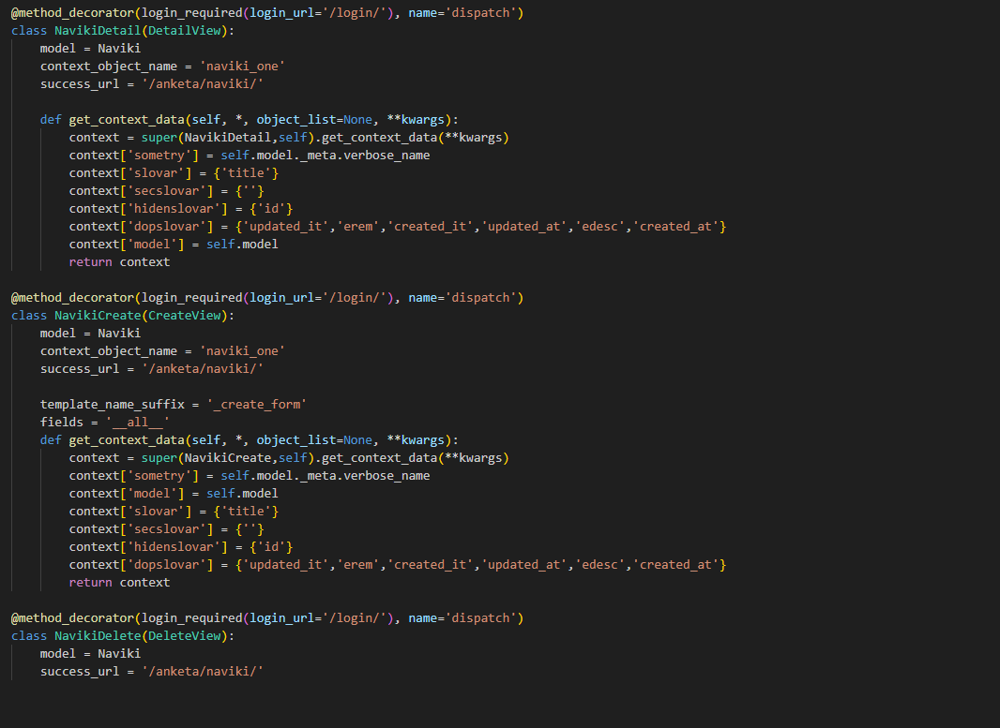 @method_decorator(login_required(login_url='/login/'), name='dispatch')
class NavikiDetail(DetailView):
    model = Naviki
    context_object_name = 'naviki_one'
    success_url = '/anketa/naviki/'

    def get_context_data(self, *, object_list=None, **kwargs):
        context = super(NavikiDetail,self).get_context_data(**kwargs)
        context['sometry'] = self.model._meta.verbose_name
        context['slovar'] = {'title'}
        context['secslovar'] = {''}
        context['hidenslovar'] = {'id'}
        context['dopslovar'] = {'updated_it','erem','created_it','updated_at','edesc','created_at'}
        context['model'] = self.model
        return context

@method_decorator(login_required(login_url='/login/'), name='dispatch')
class NavikiCreate(CreateView):
    model = Naviki
    context_object_name = 'naviki_one'
    success_url = '/anketa/naviki/'

    template_name_suffix = '_create_form'
    fields = '__all__'
    def get_context_data(self, *, object_list=None, **kwargs):
        context = super(NavikiCreate,self).get_context_data(**kwargs)
        context['sometry'] = self.model._meta.verbose_name
        context['model'] = self.model
        context['slovar'] = {'title'}
        context['secslovar'] = {''}
        context['hidenslovar'] = {'id'}
        context['dopslovar'] = {'updated_it','erem','created_it','updated_at','edesc','created_at'}
        return context

@method_decorator(login_required(login_url='/login/'), name='dispatch')
class NavikiDelete(DeleteView):
    model = Naviki
    success_url = '/anketa/naviki/'